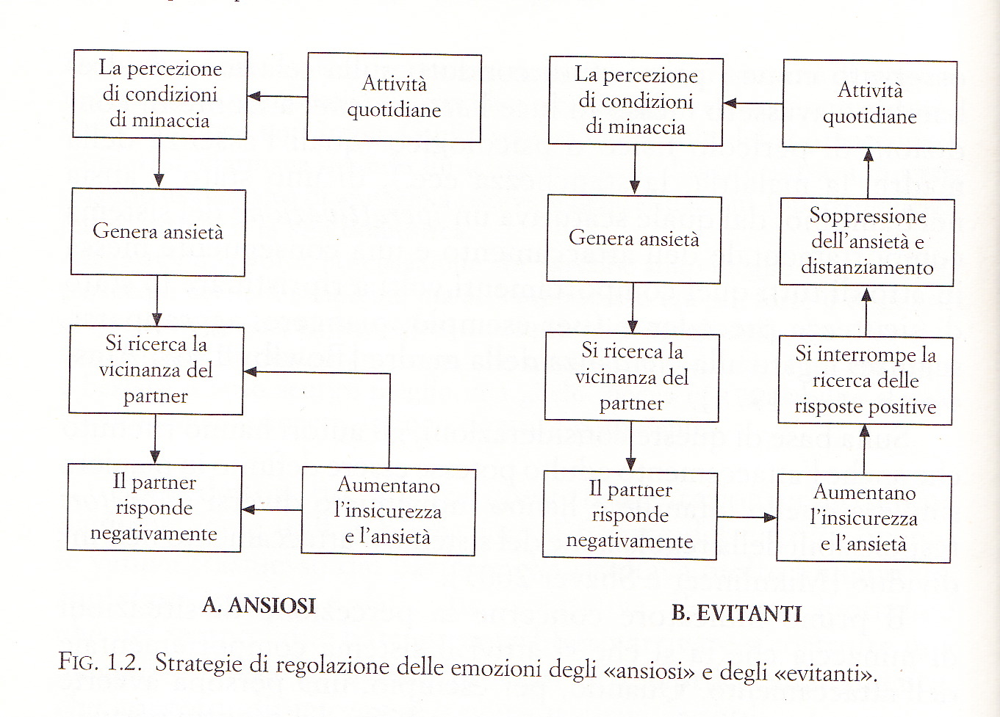 La percezione
di condizioni
di minaccia
Attività
quotidiane
Genera ansietà
Si ricerca la
vicinanza del
partner
Il partner
risponde
negativamente
Aumentano
l'insicurezza
e l'ansietà
A. ANSIOSI
La percezione
di condizioni
di minaccia
Attività
quotidiane
Genera ansietà
Soppressione
dell'ansietà e
distanziamento
Si ricerca la
vicinanza del
partner
Si interrompe la
ricerca delle
risposte positive
Il partner
risponde
negativamente
Aumentano
l'insicurezza
e l'ansietà
B. EVITANTI
FIG. 1.2. Strategie di regolazione delle emozioni degli «ansiosi» e degli «evitanti».